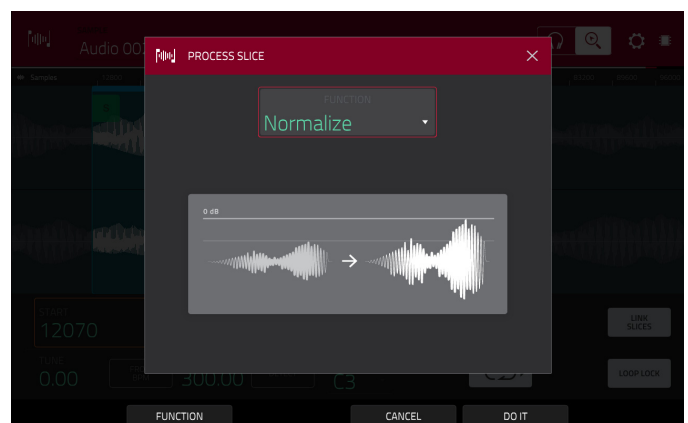 Audio 002
PROCESS SLICE
Samples
FUNCTION
Normalize
0 dB
START
12070
LINK
SLICES
TUNE
0.00
300.00
C3
LOOP LOCK
FUNCTION
CANCEL
DO IT